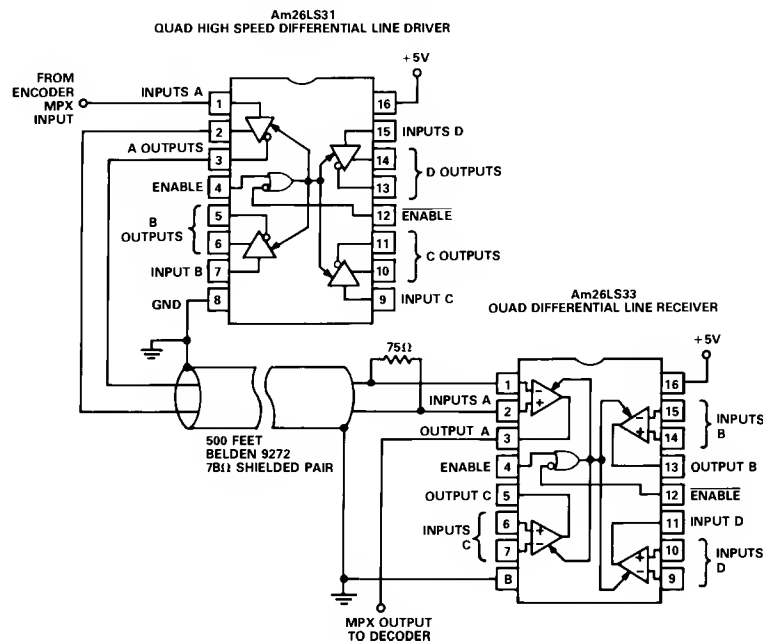 Am26LS31
QUAD HIGH SPEED DIFFERENTIAL LINE DRIVER
+5V
FROM
ENCODER
MPX
INPUT
INPUTS A
1
16
2
15
INPUTS D
A OUTPUTS
3
14
D OUTPUTS
ENABLE
4
13
B
OUTPUTS
5
12
ENABLE
6
11
C OUTPUTS
INPUT B
7
10
GND
8
9
INPUT C
Am26LS33
OUAD DIFFERENTIAL LINE RECEIVER
+5V
75Ω
1
16
INPUTS A
2
15
INPUTS
B
OUTPUT A
3
14
ENABLE
4
13
OUTPUT B
OUTPUT C
5
12
ENABLE
INPUTS
C
6
11
INPUT D
7
10
INPUTS
D
B
9
500 FEET
BELDEN 9272
7BΩ SHIELDED PAIR
MPX OUTPUT
TO DECODER